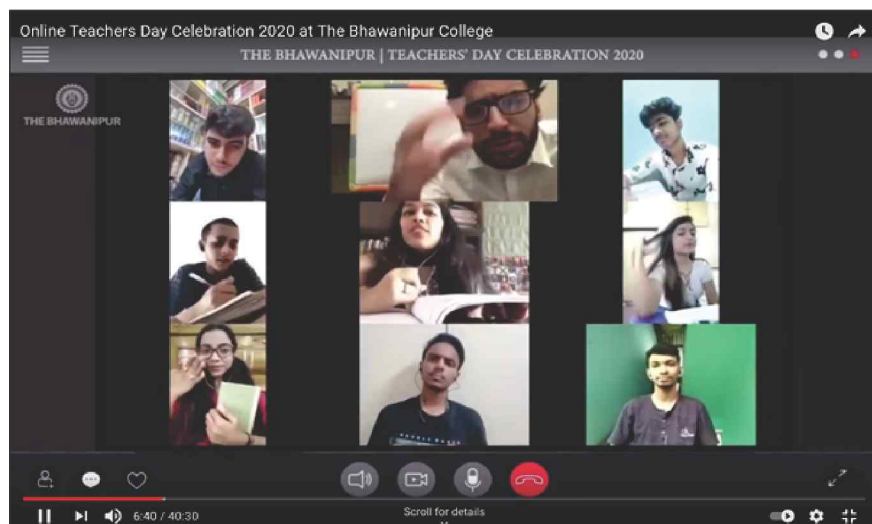 Online Teachers Day Celebration 2020 at The Bhawanipur College
THE BHAWANIPUR | TEACHERS' DAY CELEBRATION 2020
THE BHAWANIPUR
6:40 / 40:30
Scroll for details